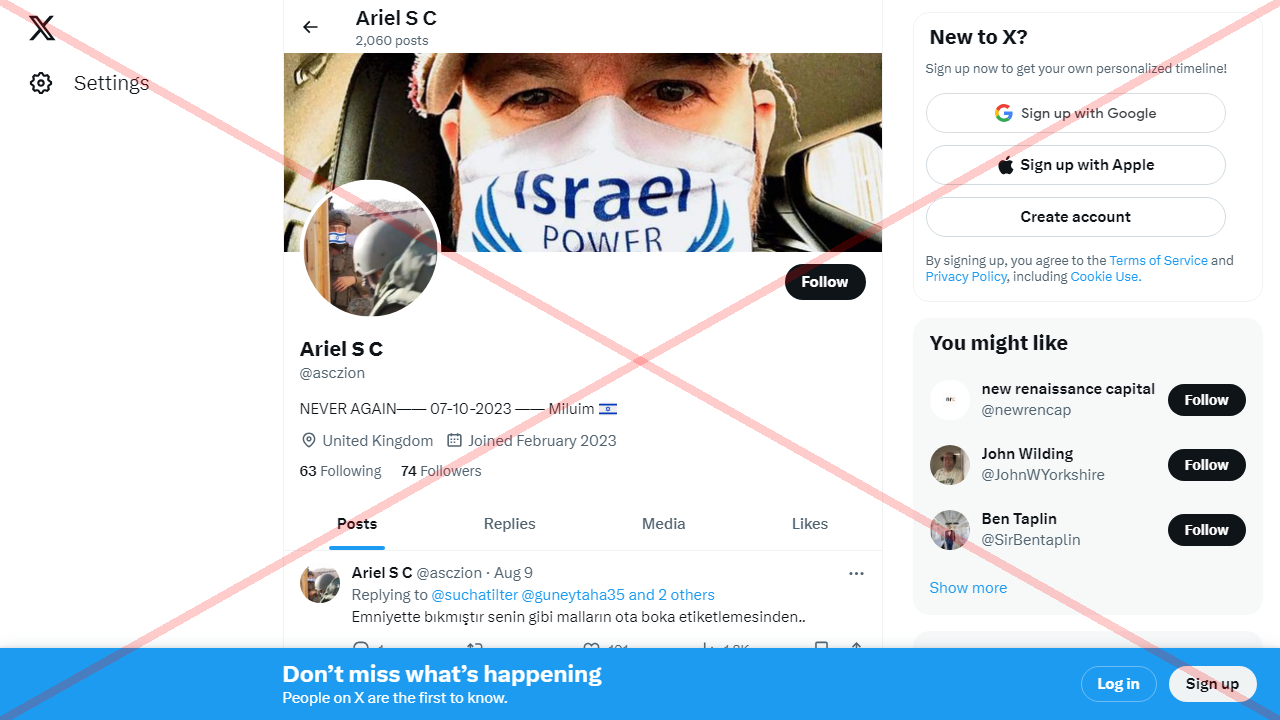 Settings
Ariel S C
2,060 posts
Israel
POWER
Follow
Ariel S C
@asczion
NEVER AGAIN—— 07-10-2023 —— Miluim 🇮🇱
United Kingdom Joined February 2023
63 Following 74 Followers
Posts Replies Media Likes
Ariel S C @asczion · Aug 9
Replying to @suchatilter @guneytaha35 and 2 others
Emniyette bıkmıştır senin gibi malların ota boka etiketlemesinden..
New to X?
Sign up now to get your own personalized timeline!
Sign up with Google
Sign up with Apple
Create account
By signing up, you agree to the Terms of Service and
Privacy Policy, including Cookie Use.
You might like
new renaissance capital
@newrencap
Follow
John Wilding
@JohnWYorkshire
Follow
Ben Taplin
@SirBentaplin
Follow
Show more
Don’t miss what’s happening
People on X are the first to know.
Log in
Sign up